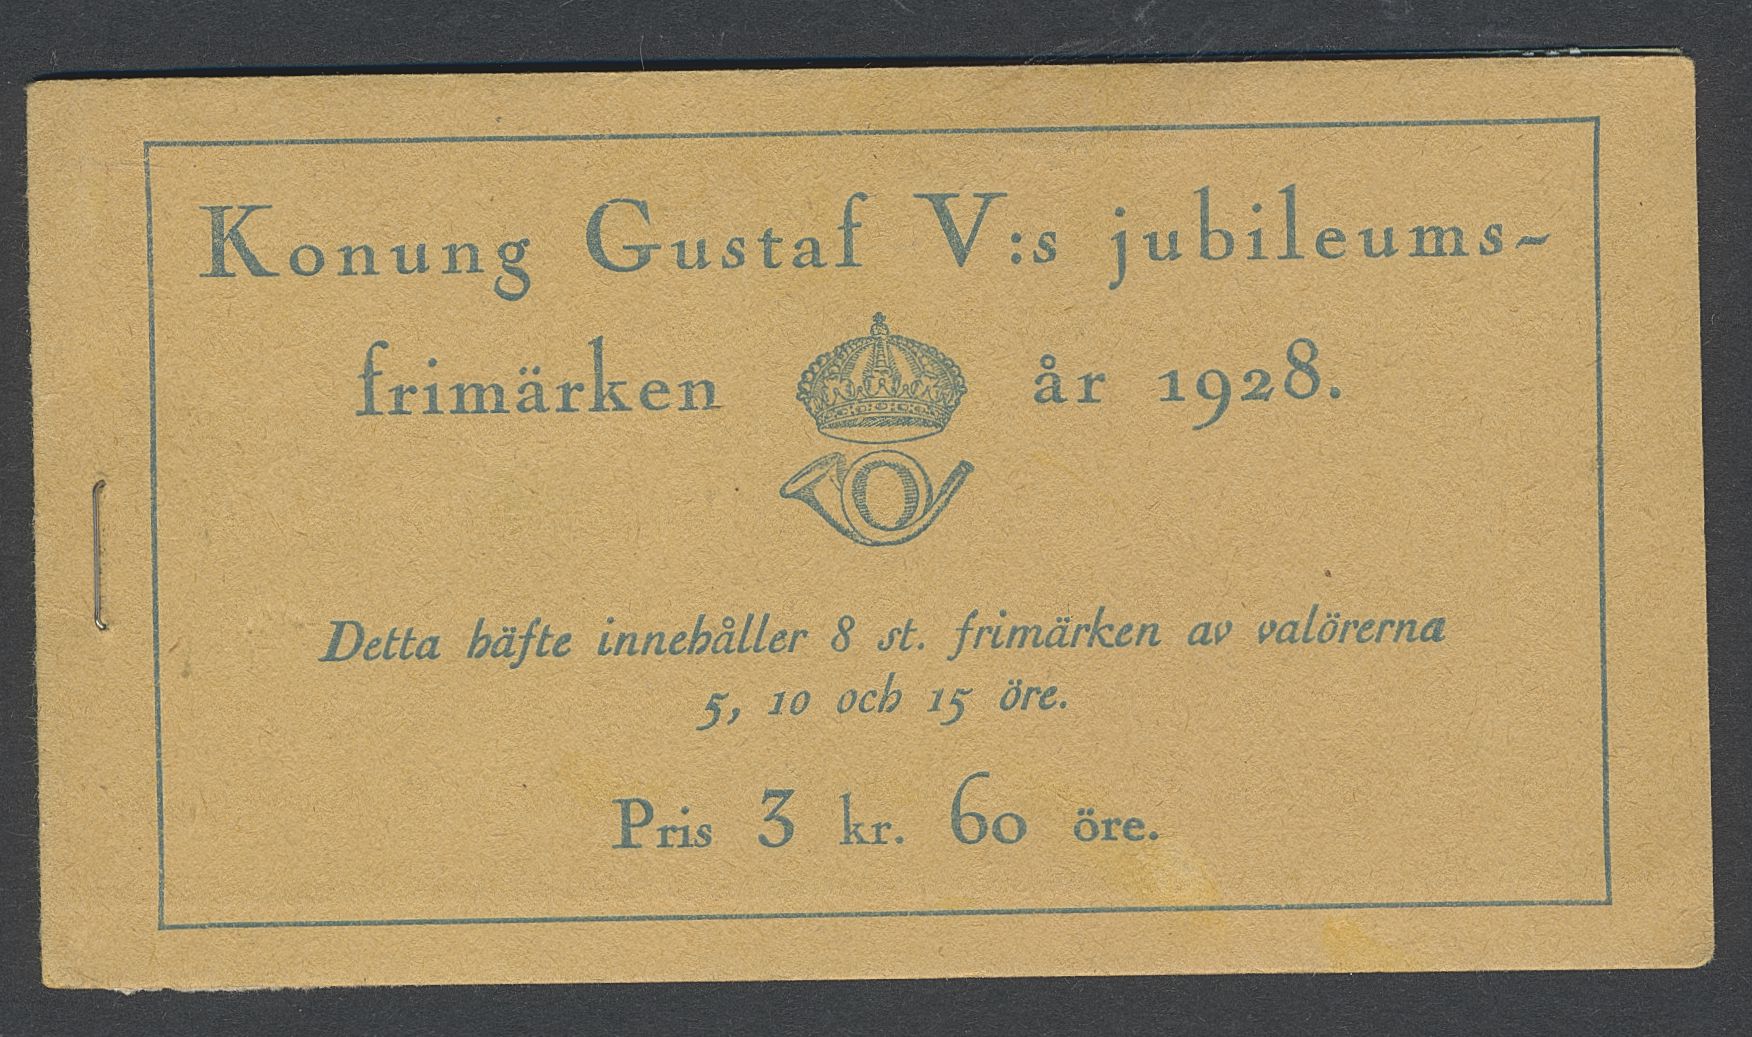 Konung Gustaf V:s jubileums-
frimärken år 1928.
Detta häfte innehåller 8 st. frimärken av valörerna
5, 10 och 15 öre.
Pris 3 kr. 60 öre.